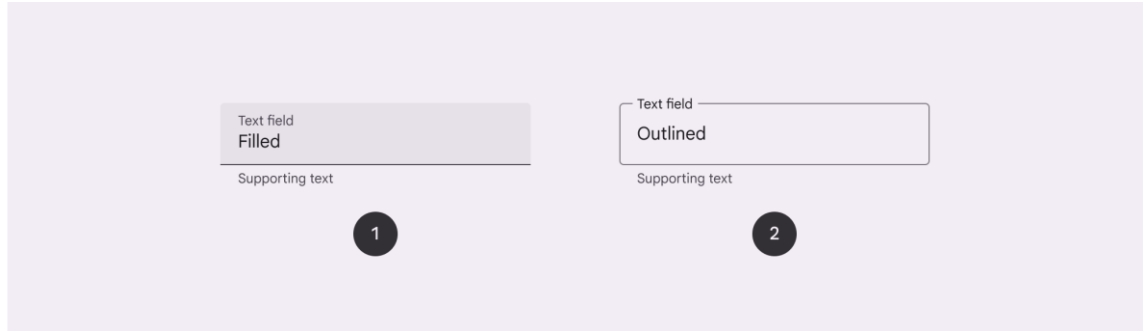 Text field
Filled
Supporting text
1
Text field
Outlined
Supporting text
2